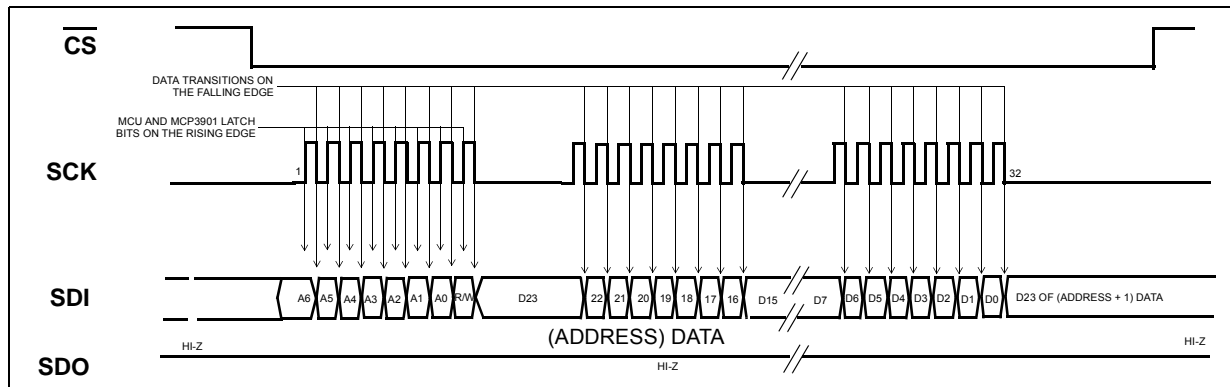 CS
DATA TRANSITIONS ON
THE FALLING EDGE
MCU AND MCP3901 LATCH
BITS ON THE RISING EDGE
SCK
1
32
SDI
A6 A5 A4 A3 A2 A1 A0 R/W D23 22 21 20 19 18 17 16 D15 D7 D6 D5 D4 D3 D2 D1 D0 D23 OF (ADDRESS + 1) DATA
(ADDRESS) DATA
HI-Z
HI-Z
SDO
HI-Z